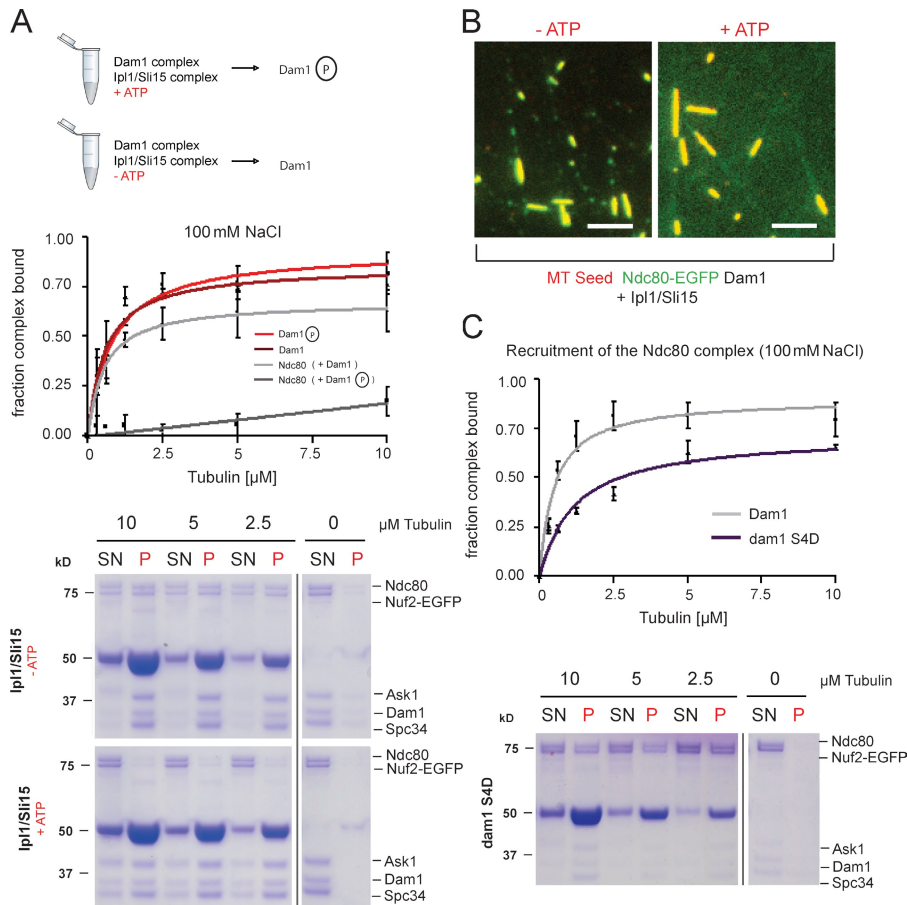 A
Dam1 complex
Ipl1/Sli15 complex
+ ATP
Dam1 P
Dam1 complex
Ipl1/Sli15 complex
- ATP
Dam1
100 mM NaCl
fraction complex bound
1.00
0.70
0.50
0.25
0.00
0 2.5 5.0 7.5 10
Tubulin [µM]
Dam1 P
Dam1
Ndc80 ( + Dam1)
Ndc80 ( + Dam1 P )
10 5 2.5 0 µM Tubulin
kD SN P SN P SN P SN P
75
50
37
Ipl1/Sli15
- ATP
Ndc80
Nuf2-EGFP
Ask1
Dam1
Spc34
75
50
37
Ipl1/Sli15
+ ATP
Ndc80
Nuf2-EGFP
Ask1
Dam1
Spc34
B
- ATP + ATP
MT Seed Ndc80-EGFP Dam1
+ Ipl1/Sli15
C
Recruitment of the Ndc80 complex (100 mM NaCl)
fraction complex bound
1.00
0.70
0.50
0.25
0.00
0 2.5 5.0 7.5 10
Tubulin [µM]
Dam1
dam1 S4D
10 5 2.5 0 µM Tubulin
kD SN P SN P SN P SN P
75
50
37
dam1 S4D
Ndc80
Nuf2-EGFP
Ask1
Dam1
Spc34